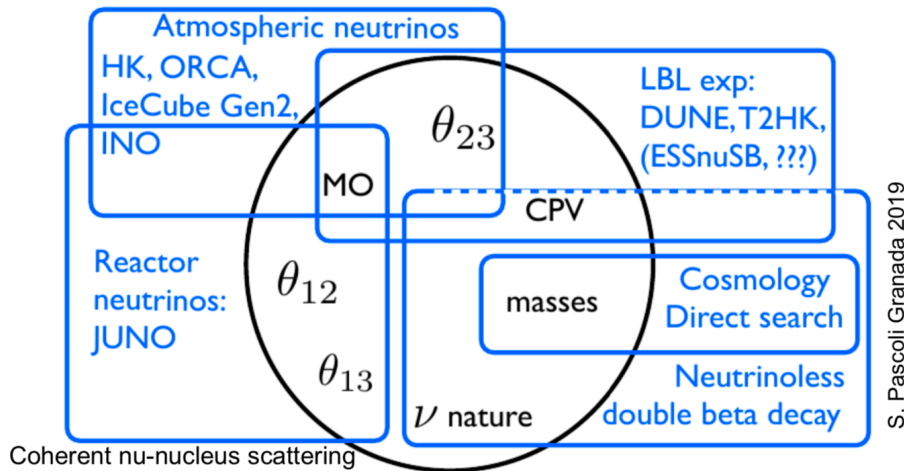 Atmospheric neutrinos
HK, ORCA,
IceCube Gen2,
INO
LBL exp:
DUNE, T2HK,
(ESSnuSB, ???)
θ₂₃
MO
CPV
Reactor
neutrinos:
JUNO
θ₁₂
θ₁₃
masses
Cosmology
Direct search
ν nature
Neutrinoless
double beta decay
Coherent nu-nucleus scattering
S. Pascoli Granada 2019